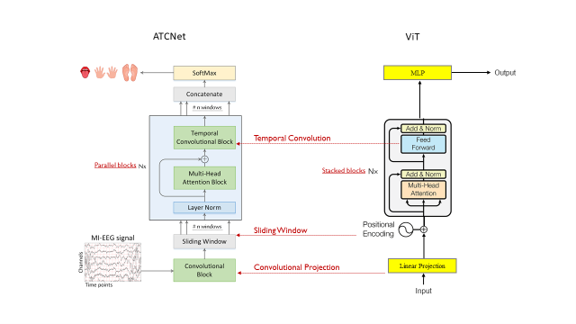 ATCNet
ViT
SoftMax
MLP
Output
Concatenate
# n windows
Temporal
Convolutional Block
Temporal Convolution
Add & Norm
Feed
Forward
Parallel blocks Nx
Stacked blocks Nx
Multi-Head
Attention Block
Add & Norm
Multi-Head
Attention
Layer Norm
# n windows
Sliding Window
Sliding Window
Positional
Encoding
MI-EEG signal
Channels
Time points
Convolutional
Block
Convolutional Projection
Linear Projection
Input